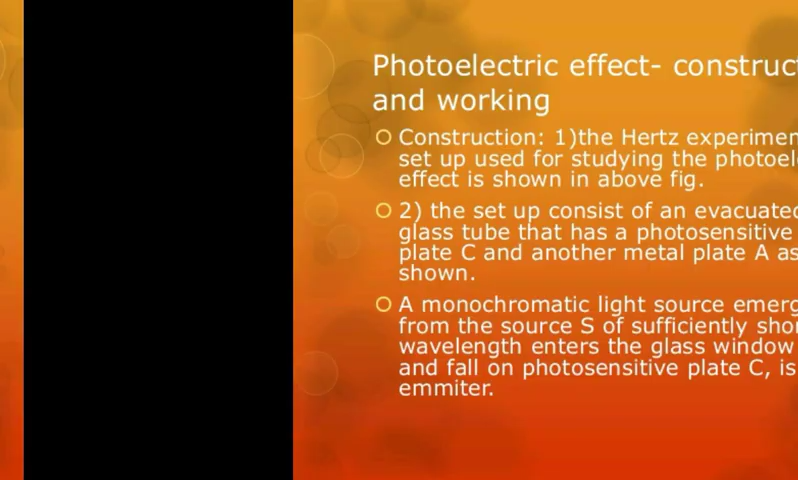 Photoelectric effect- construct
and working
Construction: 1)the Hertz experimen
set up used for studying the photoel
effect is shown in above fig.
2) the set up consist of an evacuated
glass tube that has a photosensitive
plate C and another metal plate A as
shown.
A monochromatic light source emerg
from the source S of sufficiently shor
wavelength enters the glass window
and fall on photosensitive plate C, is
emmiter.